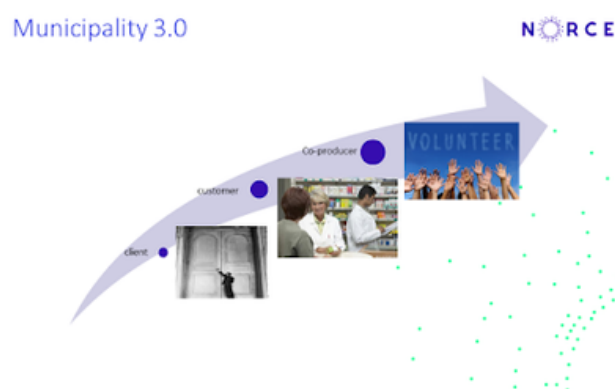 Municipality 3.0
NORCE
VOLUNTEER
Co-producer
customer
client